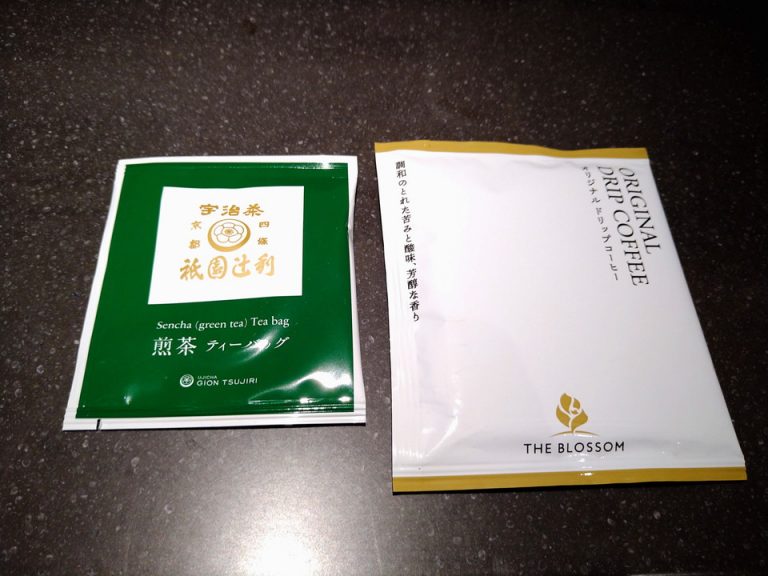 宇治茶
京都
四條
祇園辻利
Sencha (green tea) Tea bag
煎茶 ティーバッグ
UJICHA
GION TSUJIRI
調和のとれた苦みと酸味、芳醇な香り
ORIGINAL
DRIP COFFEE
オリジナル ドリップコーヒー
THE BLOSSOM